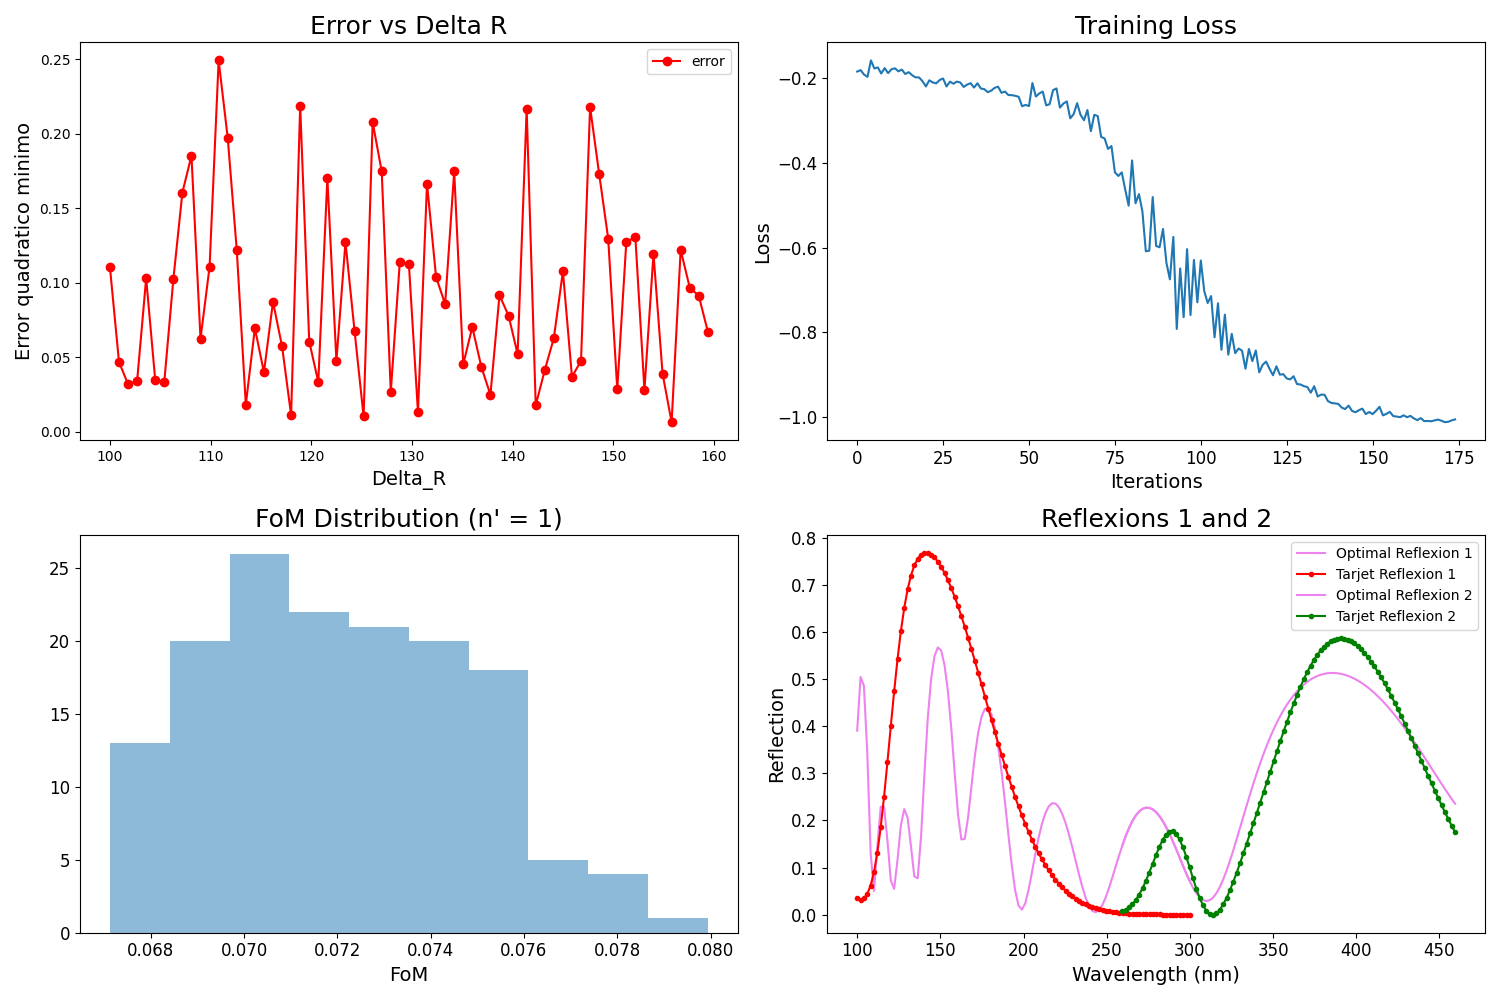 Error vs Delta R
error
Error quadratico minimo
0.25
0.20
0.15
0.10
0.05
0.00
100 110 120 130 140 150 160
Delta_R
Training Loss
Loss
−0.2
−0.4
−0.6
−0.8
−1.0
0 25 50 75 100 125 150 175
Iterations
FoM Distribution (n' = 1)
25
20
15
10
5
0
0.068 0.070 0.072 0.074 0.076 0.078 0.080
FoM
Reflexions 1 and 2
Optimal Reflexion 1
Tarjet Reflexion 1
Optimal Reflexion 2
Tarjet Reflexion 2
Reflection
0.8
0.7
0.6
0.5
0.4
0.3
0.2
0.1
0.0
100 150 200 250 300 350 400 450
Wavelength (nm)